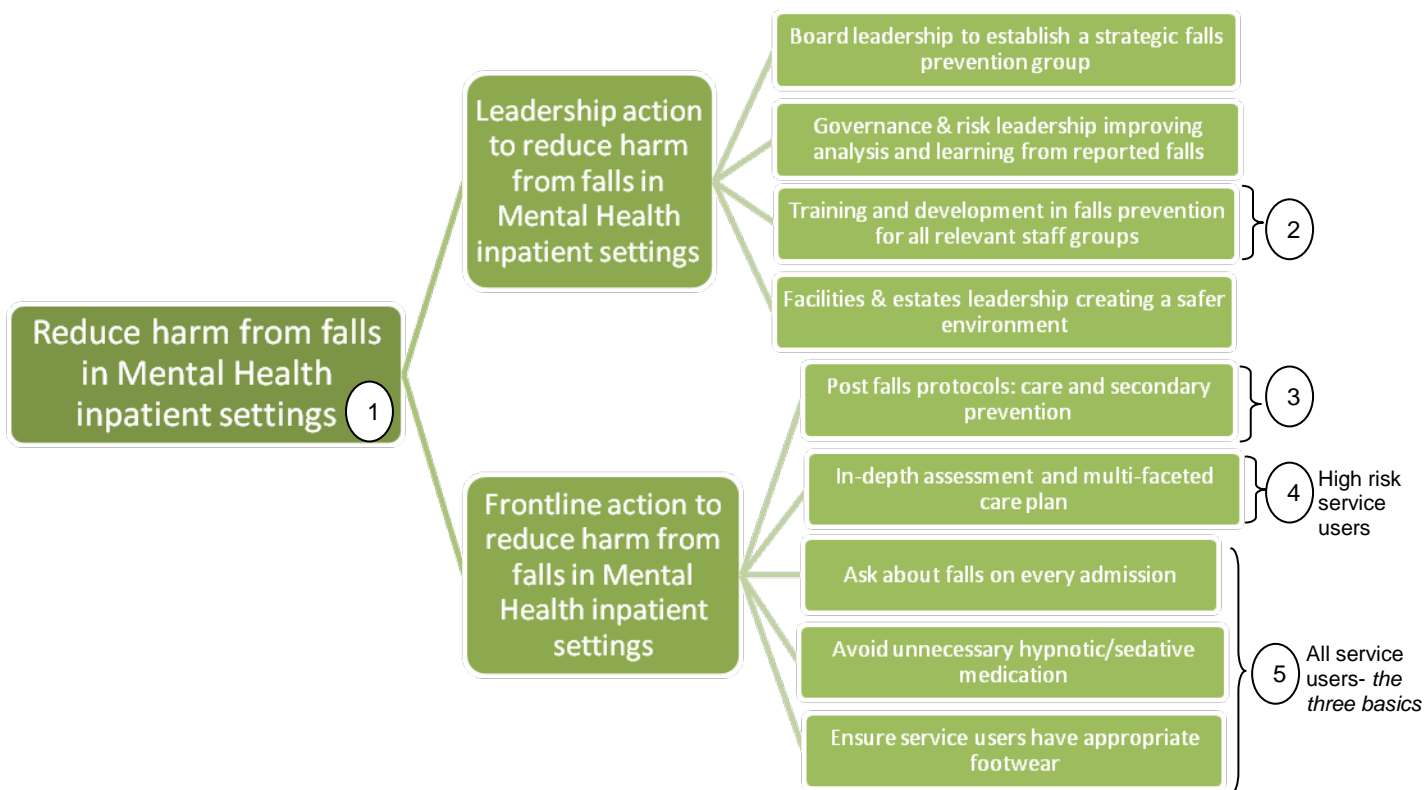 Reduce harm from falls
in Mental Health
inpatient settings
1
Leadership action
to reduce harm
from falls in
Mental Health
inpatient settings
Board leadership to establish a strategic falls
prevention group
Governance & risk leadership improving
analysis and learning from reported falls
Training and development in falls prevention
for all relevant staff groups
2
Facilities & estates leadership creating a safer
environment
Frontline action to
reduce harm from
falls in Mental
Health inpatient
settings
Post falls protocols: care and secondary
prevention
3
In-depth assessment and multi-faceted
care plan
4
High risk
service
users
Ask about falls on every admission
Avoid unnecessary hypnotic/sedative
medication
Ensure service users have appropriate
footwear
5
All service
users- the
three basics